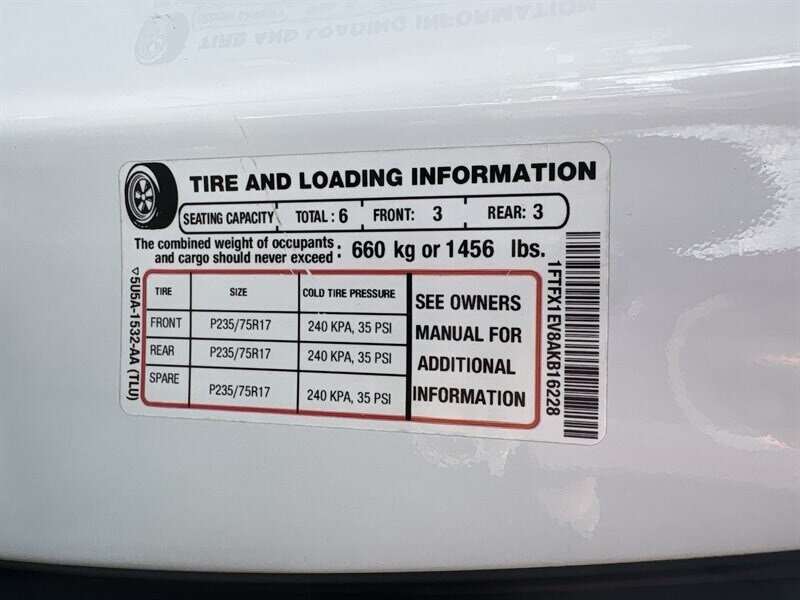 TIRE AND LOADING INFORMATION
SEATING CAPACITY TOTAL : 6 FRONT: 3 REAR: 3
The combined weight of occupants
and cargo should never exceed : 660 kg or 1456 lbs.
TIRE SIZE COLD TIRE PRESSURE
FRONT P235/75R17 240 KPA, 35 PSI
REAR P235/75R17 240 KPA, 35 PSI
SPARE P235/75R17 240 KPA, 35 PSI
SEE OWNERS
MANUAL FOR
ADDITIONAL
INFORMATION
5U5A-1532-AA (TLU)
1FTFX1EV8AKB16228